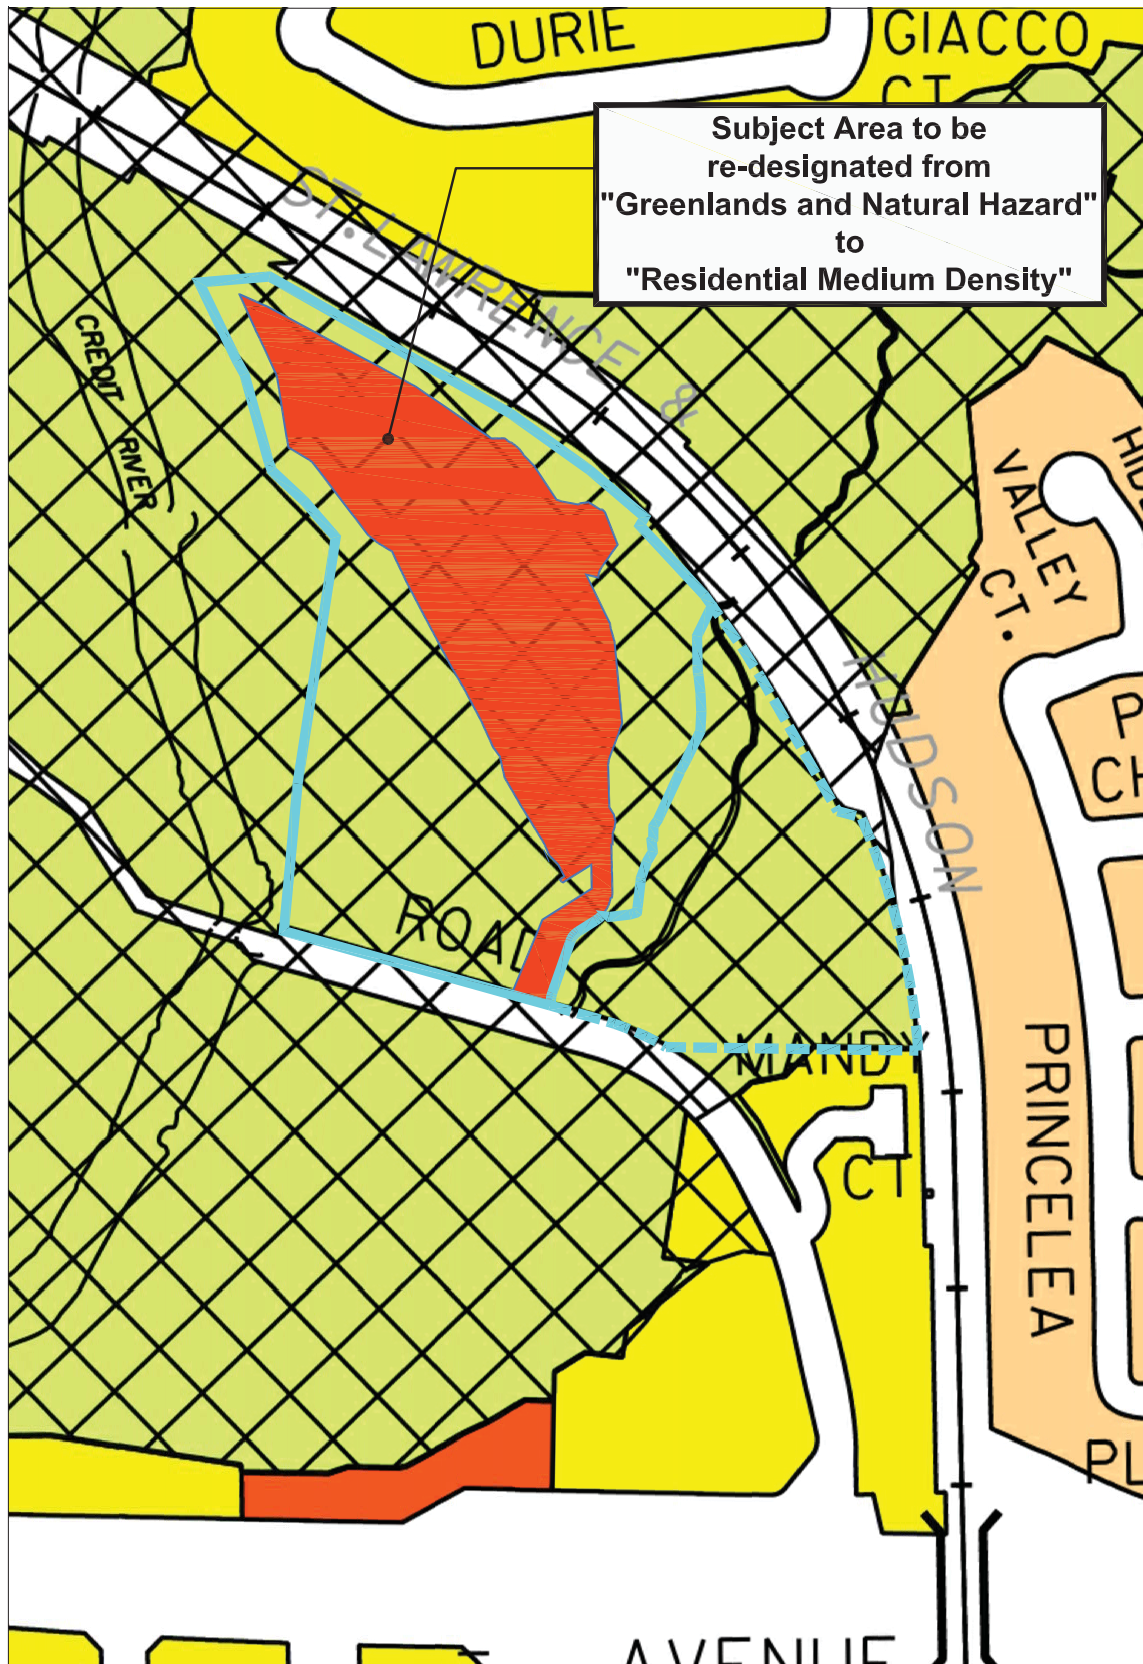 DURIE
GIACCO
CT.
Subject Area to be
re-designated from
"Greenlands and Natural Hazard"
to
"Residential Medium Density"
ST. LAWRENCE &
HUDSON
CREDIT RIVER
VALLEY
CT.
ROAD
MANDY
CT
PRINCELEA
AVENUE